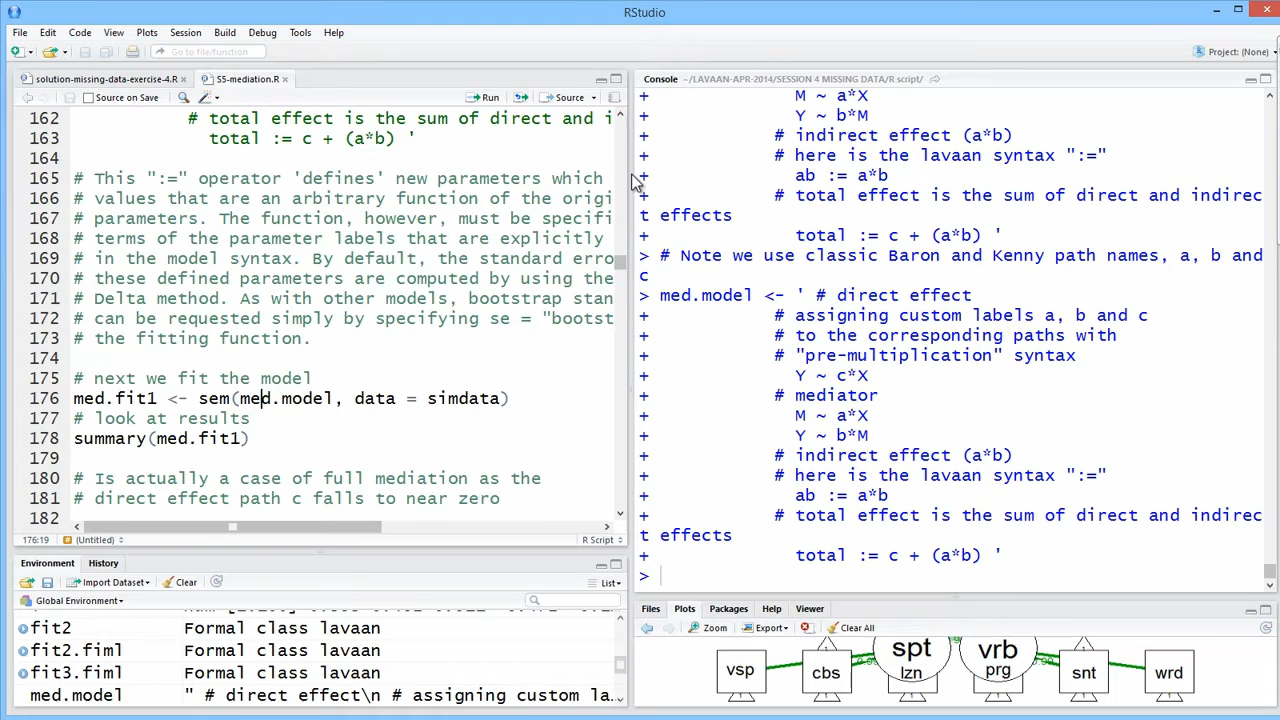 RStudio
File Edit Code View Plots Session Build Debug Tools Help
Go to file/function
Project: (None)
solution-missing-data-exercise-4.R
S5-mediation.R
Source on Save
Run
Source
162 # total effect is the sum of direct and i
163 total := c + (a*b) '
164
165 # This ":=" operator 'defines' new parameters which
166 # values that are an arbitrary function of the origi
167 # parameters. The function, however, must be specifi
168 # terms of the parameter labels that are explicitly
169 # in the model syntax. By default, the standard erro
170 # these defined parameters are computed by using the
171 # Delta method. As with other models, bootstrap stan
172 # can be requested simply by specifying se = "bootst
173 # the fitting function.
174
175 # next we fit the model
176 med.fit1 <- sem(med.model, data = simdata)
177 # look at results
178 summary(med.fit1)
179
180 # Is actually a case of full mediation as the
181 # direct effect path c falls to near zero
182
176:19
(Untitled)
R Script
Environment History
Import Dataset
Clear
List
Global Environment
fit2 Formal class lavaan
fit2.fiml Formal class lavaan
fit3.fiml Formal class lavaan
med.model " # direct effect\n # assigning custom la…
Console ~/LAVAAN-APR-2014/SESSION 4 MISSING DATA/R script/
+ M ~ a*X
+ Y ~ b*M
+ # indirect effect (a*b)
+ # here is the lavaan syntax ":="
+ ab := a*b
+ # total effect is the sum of direct and indirec
t effects
+ total := c + (a*b) '
> # Note we use classic Baron and Kenny path names, a, b and
c
> med.model <- ' # direct effect
+ # assigning custom labels a, b and c
+ # to the corresponding paths with
+ # "pre-multiplication" syntax
+ Y ~ c*X
+ # mediator
+ M ~ a*X
+ Y ~ b*M
+ # indirect effect (a*b)
+ # here is the lavaan syntax ":="
+ ab := a*b
+ # total effect is the sum of direct and indirec
t effects
+ total := c + (a*b) '
>
Files Plots Packages Help Viewer
Zoom
Export
Clear All
spt
vrb
vsp
cbs
lzn
prg
snt
wrd